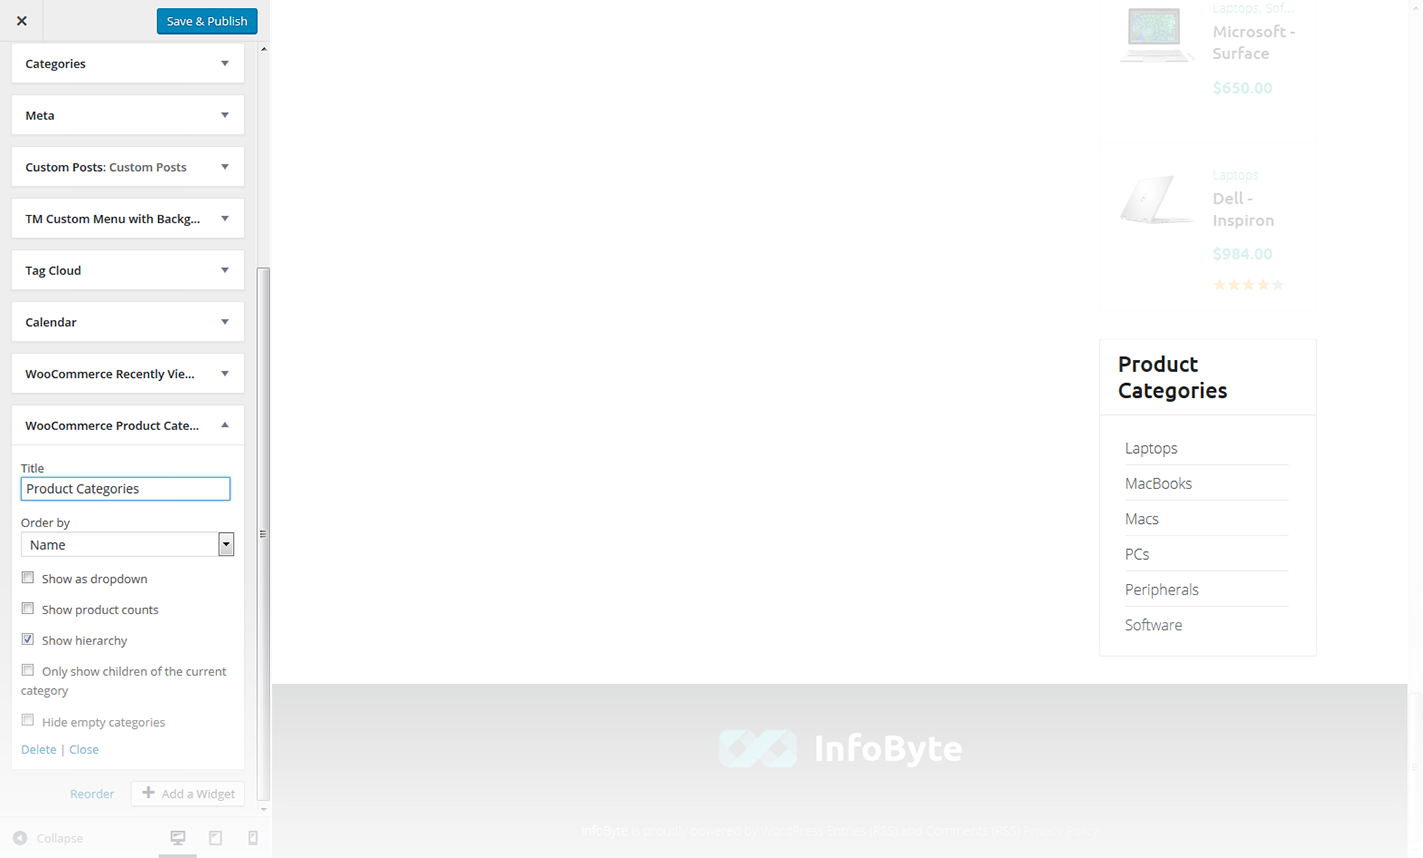 Save & Publish
Categories
Meta
Custom Posts: Custom Posts
TM Custom Menu with Backg...
Tag Cloud
Calendar
WooCommerce Recently Vie...
WooCommerce Product Cate...
Title
Product Categories
Order by
Name
Show as dropdown
Show product counts
Show hierarchy
Only show children of the current
category
Hide empty categories
Delete | Close
Reorder
Add a Widget
Collapse
Laptops, Sof...
Microsoft -
Surface
$650.00
Laptops
Dell -
Inspiron
$984.00
Product
Categories
Laptops
MacBooks
Macs
PCs
Peripherals
Software
InfoByte
InfoByte is proudly powered by WordPress Entries (RSS) and Comments (RSS) Privacy Policy